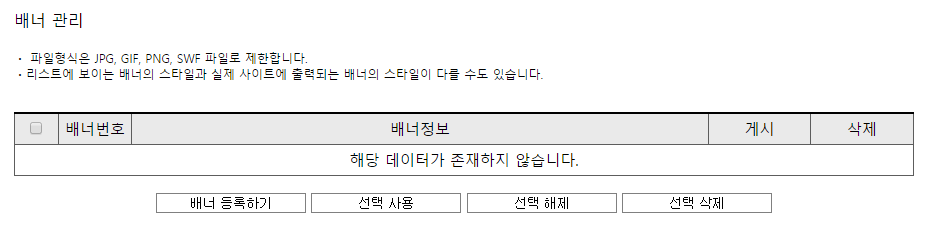 배너 관리
· 파일형식은 JPG, GIF, PNG, SWF 파일로 제한합니다.
· 리스트에 보이는 배너의 스타일과 실제 사이트에 출력되는 배너의 스타일이 다를 수도 있습니다.
배너번호 배너정보 게시 삭제
해당 데이터가 존재하지 않습니다.
배너 등록하기 선택 사용 선택 해제 선택 삭제